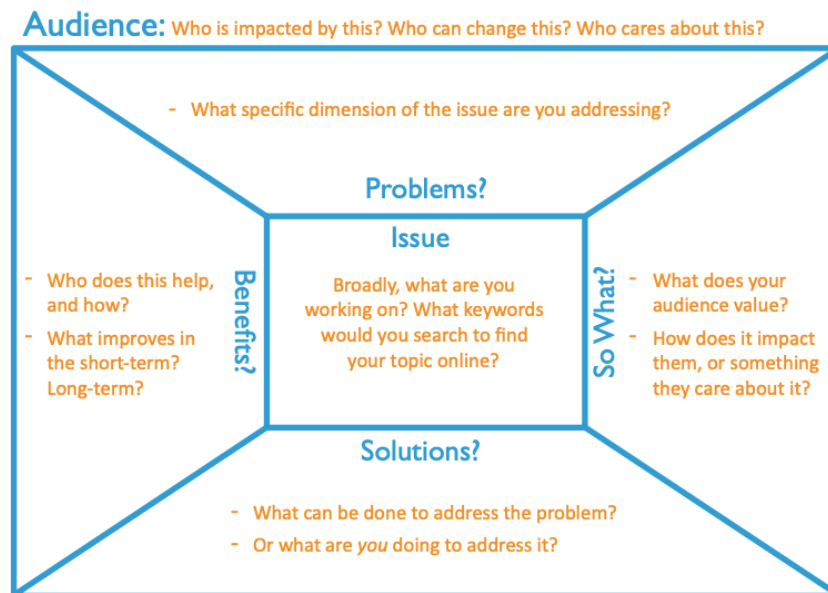 Audience: Who is impacted by this? Who can change this? Who cares about this?
- What specific dimension of the issue are you addressing?
Problems?
Issue
Broadly, what are you
working on? What keywords
would you search to find
your topic online?
Benefits?
- Who does this help,
and how?
- What improves in
the short-term?
Long-term?
So What?
- What does your
audience value?
- How does it impact
them, or something
they care about it?
Solutions?
- What can be done to address the problem?
- Or what are you doing to address it?